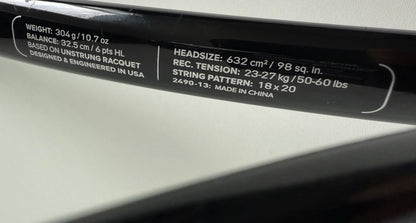 WEIGHT: 304 g / 10.7 oz
BALANCE: 32.5 cm / 6 pts HL
BASED ON UNSTRUNG RACQUET
DESIGNED & ENGINEERED IN USA
HEADSIZE: 632 cm² / 98 sq. in.
REC. TENSION: 23-27 kg / 50-60 lbs
STRING PATTERN: 18 x 20
2490-13: MADE IN CHINA